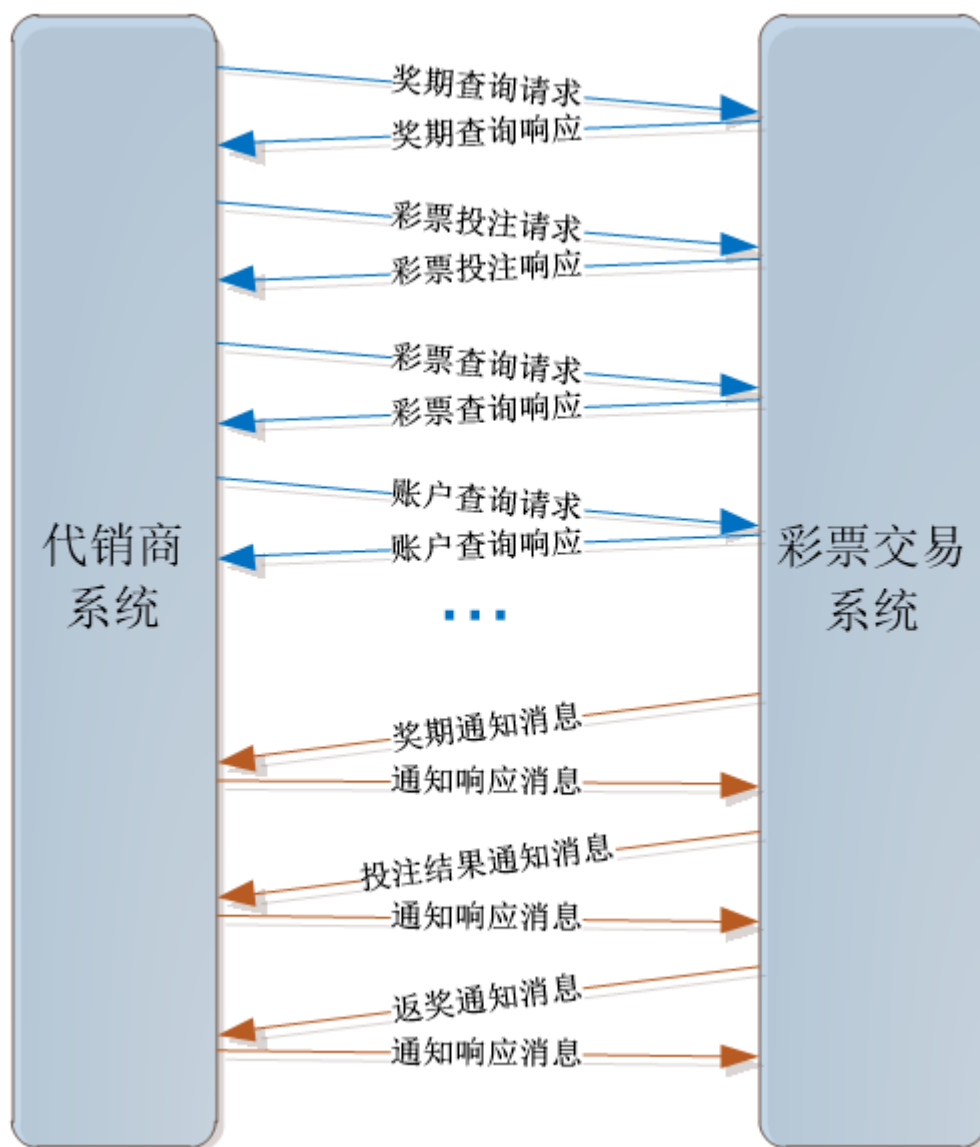 奖期查询请求
奖期查询响应
彩票投注请求
彩票投注响应
彩票查询请求
彩票查询响应
账户查询请求
账户查询响应
代销商
系统
彩票交易
系统
...
奖期通知消息
通知响应消息
投注结果通知消息
通知响应消息
返奖通知消息
通知响应消息